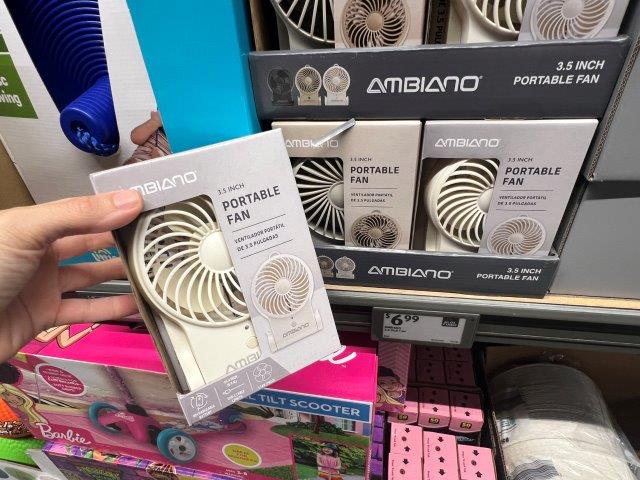 AMBIANO
3.5 INCH
PORTABLE FAN
AMBIANO
3.5 INCH
PORTABLE
FAN
VENTILADOR PORTÁTIL
DE 3.5 PULGADAS
AMBIANO
3.5 INCH
PORTABLE
FAN
VENTILADOR PORTÁTIL
DE 3.5 PULGADAS
AMBIANO
3.5 INCH
PORTABLE
FAN
VENTILADOR PORTÁTIL
DE 3.5 PULGADAS
AMBIANO
3.5 INCH
PORTABLE FAN
$6.99
AMBI
TILT SCOOTER
Barbie